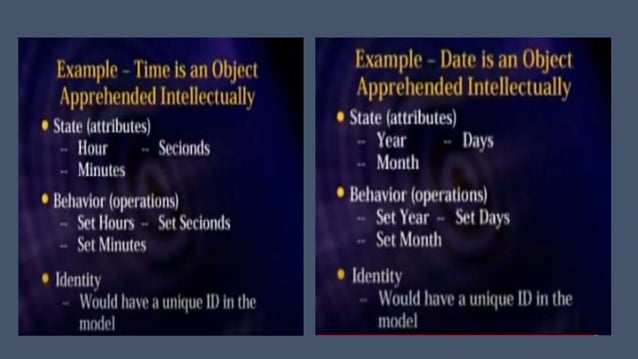 Example – Time is an Object
Apprehended Intellectually
• State (attributes)
-- Hour -- Secionds
-- Minutes
• Behavior (operations)
-- Set Hours -- Set Secionds
-- Set Minutes
• Identity
-- Would have a unique ID in the
model
Example – Date is an Object
Apprehended Intellectually
• State (attributes)
-- Year -- Days
-- Month
• Behavior (operations)
-- Set Year -- Set Days
-- Set Month
• Identity
-- Would have a unique ID in the
model